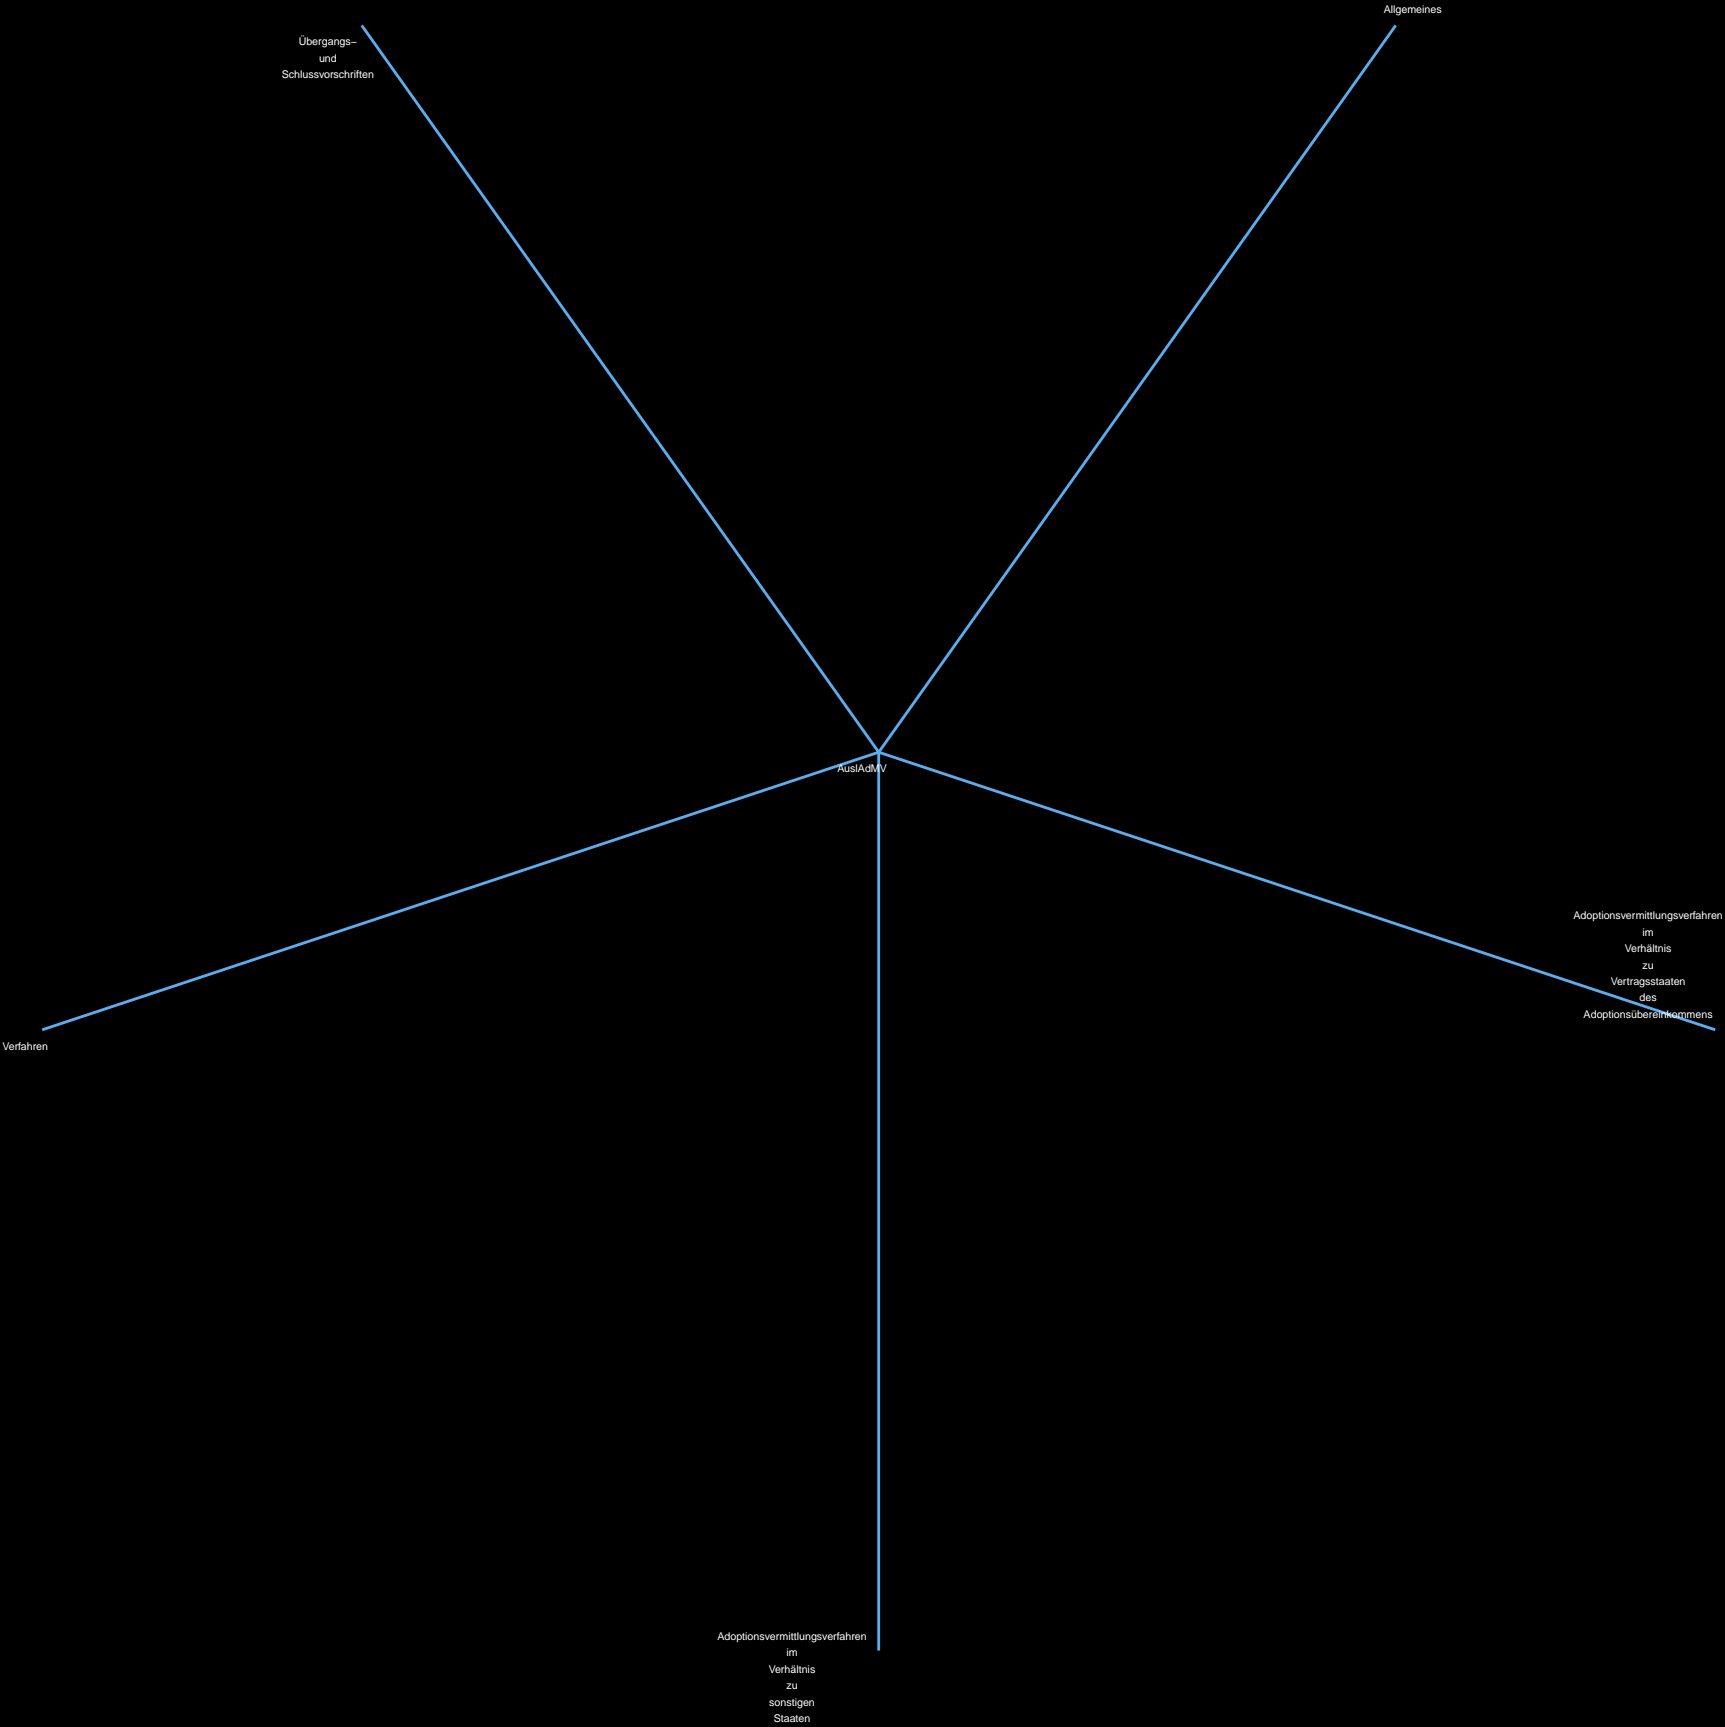 Allgemeines
Übergangs–
und
Schlussvorschriften
AuslAdMV
Adoptionsvermittlungsverfahren
im
Verhältnis
zu
Vertragsstaaten
des
Adoptionsübereinkommens
Verfahren
Adoptionsvermittlungsverfahren
im
Verhältnis
zu
sonstigen
Staaten